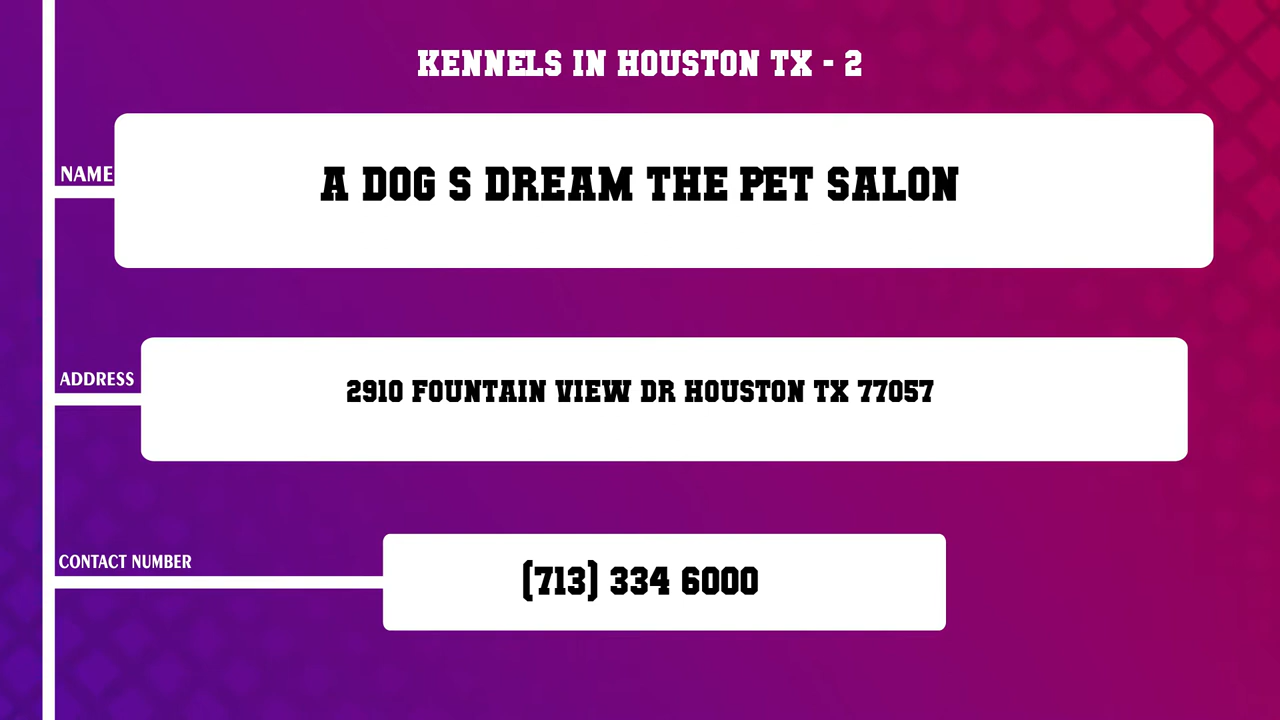 KENNELS IN HOUSTON TX - 2
NAME
A DOG S DREAM THE PET SALON
ADDRESS
2910 FOUNTAIN VIEW DR HOUSTON TX 77057
CONTACT NUMBER
(713) 334 6000